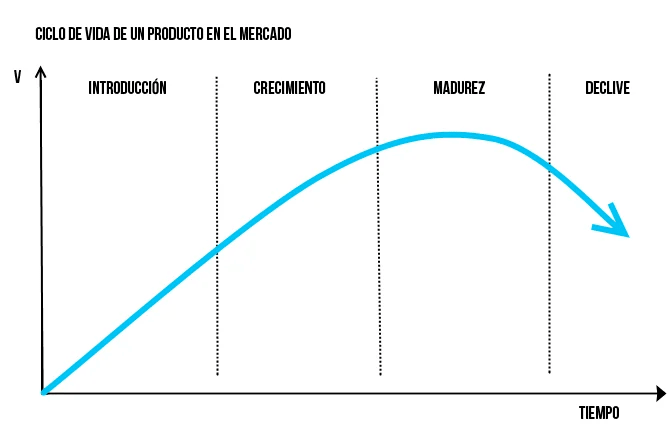 CICLO DE VIDA DE UN PRODUCTO EN EL MERCADO
V
INTRODUCCIÓN
CRECIMIENTO
MADUREZ
DECLIVE
TIEMPO